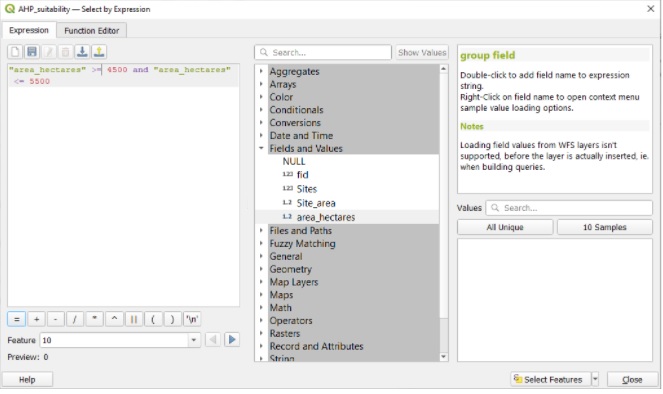 AHP_suitability — Select by Expression
Expression
Function Editor
Search...
Show Values
"area_hectares" >= 4500 and "area_hectares"
<= 5500
Aggregates
Arrays
Color
Conditionals
Conversions
Date and Time
Fields and Values
NULL
123 fid
123 Sites
1.2 Site_area
1.2 area_hectares
Files and Paths
Fuzzy Matching
General
Geometry
Map Layers
Maps
Math
Operators
Rasters
Record and Attributes
String
group field
Double-click to add field name to expression
string.
Right-Click on field name to open context menu
sample value loading options.
Notes
Loading field values from WFS layers isn't
supported, before the layer is actually inserted, ie.
when building queries.
Values
Search...
All Unique
10 Samples
= + - / * ^ || ( ) '\n'
Feature 10
Preview: 0
Help
Select Features
Close